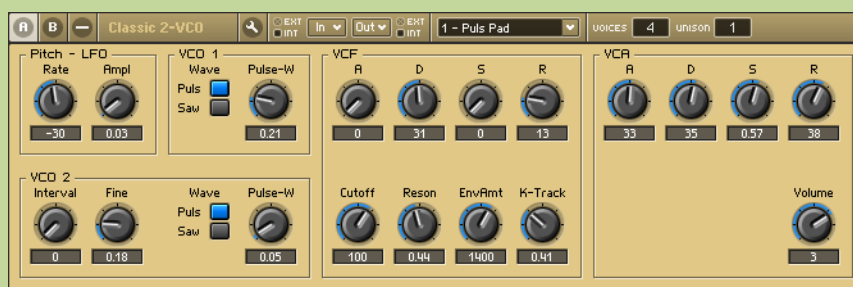 A B Classic 2-VCO EXT INT In Out EXT INT 1 - Puls Pad VOICES 4 UNISON 1
Pitch - LFO
Rate Ampl
-30 0.03
VCO 1
Wave Pulse-W
Puls
Saw
0.21
VCO 2
Interval Fine Wave Pulse-W
Puls
Saw
0 0.18 0.05
VCF
A D S R
0 31 0 13
Cutoff Reson EnvAmt K-Track
100 0.44 1400 0.41
VCA
A D S R
33 35 0.57 38
Volume
3